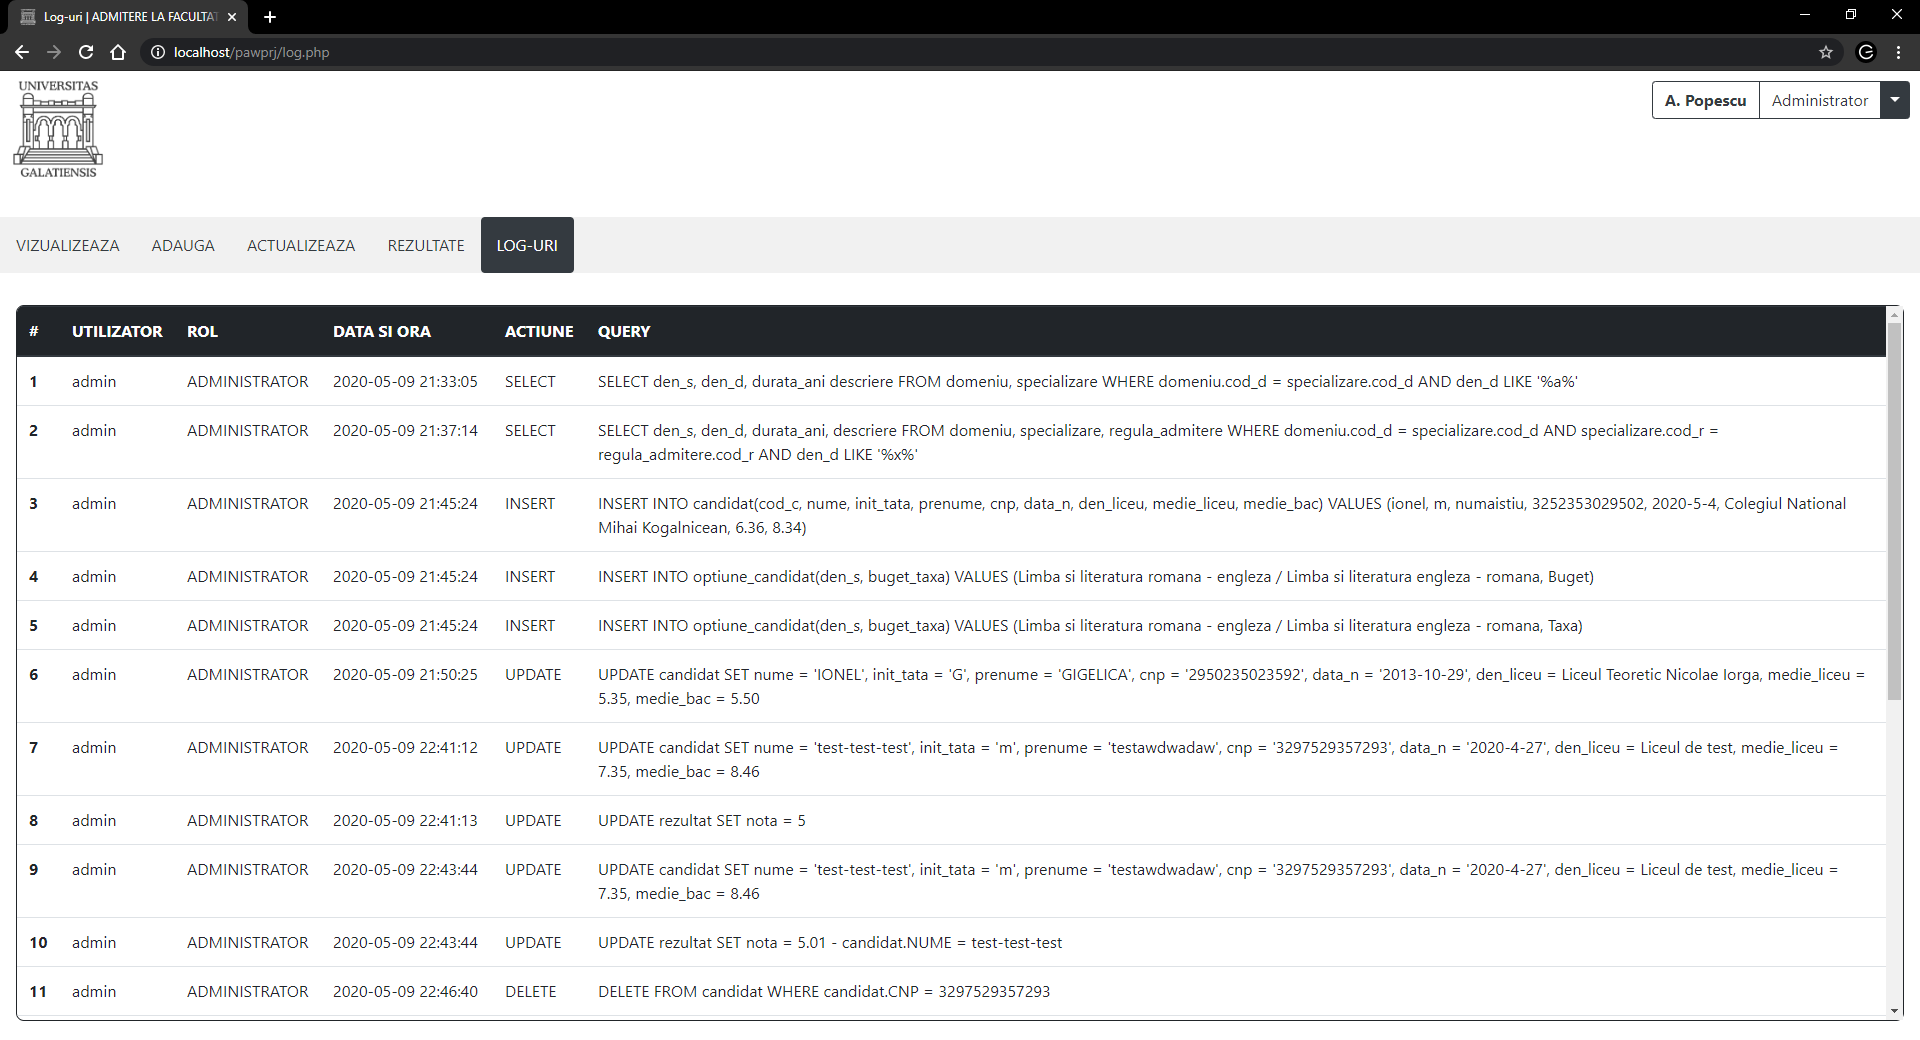 Log-uri | ADMITERE LA FACULTAT
localhost/pawprj/log.php
UNIVERSITAS
GALATIENSIS
A. Popescu Administrator
VIZUALIZEAZA ADAUGA ACTUALIZEAZA REZULTATE LOG-URI
# UTILIZATOR ROL DATA SI ORA ACTIUNE QUERY
1 admin ADMINISTRATOR 2020-05-09 21:33:05 SELECT SELECT den_s, den_d, durata_ani descriere FROM domeniu, specializare WHERE domeniu.cod_d = specializare.cod_d AND den_d LIKE '%a%'
2 admin ADMINISTRATOR 2020-05-09 21:37:14 SELECT SELECT den_s, den_d, durata_ani, descriere FROM domeniu, specializare, regula_admitere WHERE domeniu.cod_d = specializare.cod_d AND specializare.cod_r =
regula_admitere.cod_r AND den_d LIKE '%x%'
3 admin ADMINISTRATOR 2020-05-09 21:45:24 INSERT INSERT INTO candidat(cod_c, nume, init_tata, prenume, cnp, data_n, den_liceu, medie_liceu, medie_bac) VALUES (ionel, m, numaistiu, 3252353029502, 2020-5-4, Colegiul National
Mihai Kogalnicean, 6.36, 8.34)
4 admin ADMINISTRATOR 2020-05-09 21:45:24 INSERT INSERT INTO optiune_candidat(den_s, buget_taxa) VALUES (Limba si literatura romana - engleza / Limba si literatura engleza - romana, Buget)
5 admin ADMINISTRATOR 2020-05-09 21:45:24 INSERT INSERT INTO optiune_candidat(den_s, buget_taxa) VALUES (Limba si literatura romana - engleza / Limba si literatura engleza - romana, Taxa)
6 admin ADMINISTRATOR 2020-05-09 21:50:25 UPDATE UPDATE candidat SET nume = 'IONEL', init_tata = 'G', prenume = 'GIGELICA', cnp = '2950235023592', data_n = '2013-10-29', den_liceu = Liceul Teoretic Nicolae Iorga, medie_liceu =
5.35, medie_bac = 5.50
7 admin ADMINISTRATOR 2020-05-09 22:41:12 UPDATE UPDATE candidat SET nume = 'test-test-test', init_tata = 'm', prenume = 'testawdwadaw', cnp = '3297529357293', data_n = '2020-4-27', den_liceu = Liceul de test, medie_liceu =
7.35, medie_bac = 8.46
8 admin ADMINISTRATOR 2020-05-09 22:41:13 UPDATE UPDATE rezultat SET nota = 5
9 admin ADMINISTRATOR 2020-05-09 22:43:44 UPDATE UPDATE candidat SET nume = 'test-test-test', init_tata = 'm', prenume = 'testawdwadaw', cnp = '3297529357293', data_n = '2020-4-27', den_liceu = Liceul de test, medie_liceu =
7.35, medie_bac = 8.46
10 admin ADMINISTRATOR 2020-05-09 22:43:44 UPDATE UPDATE rezultat SET nota = 5.01 - candidat.NUME = test-test-test
11 admin ADMINISTRATOR 2020-05-09 22:46:40 DELETE DELETE FROM candidat WHERE candidat.CNP = 3297529357293